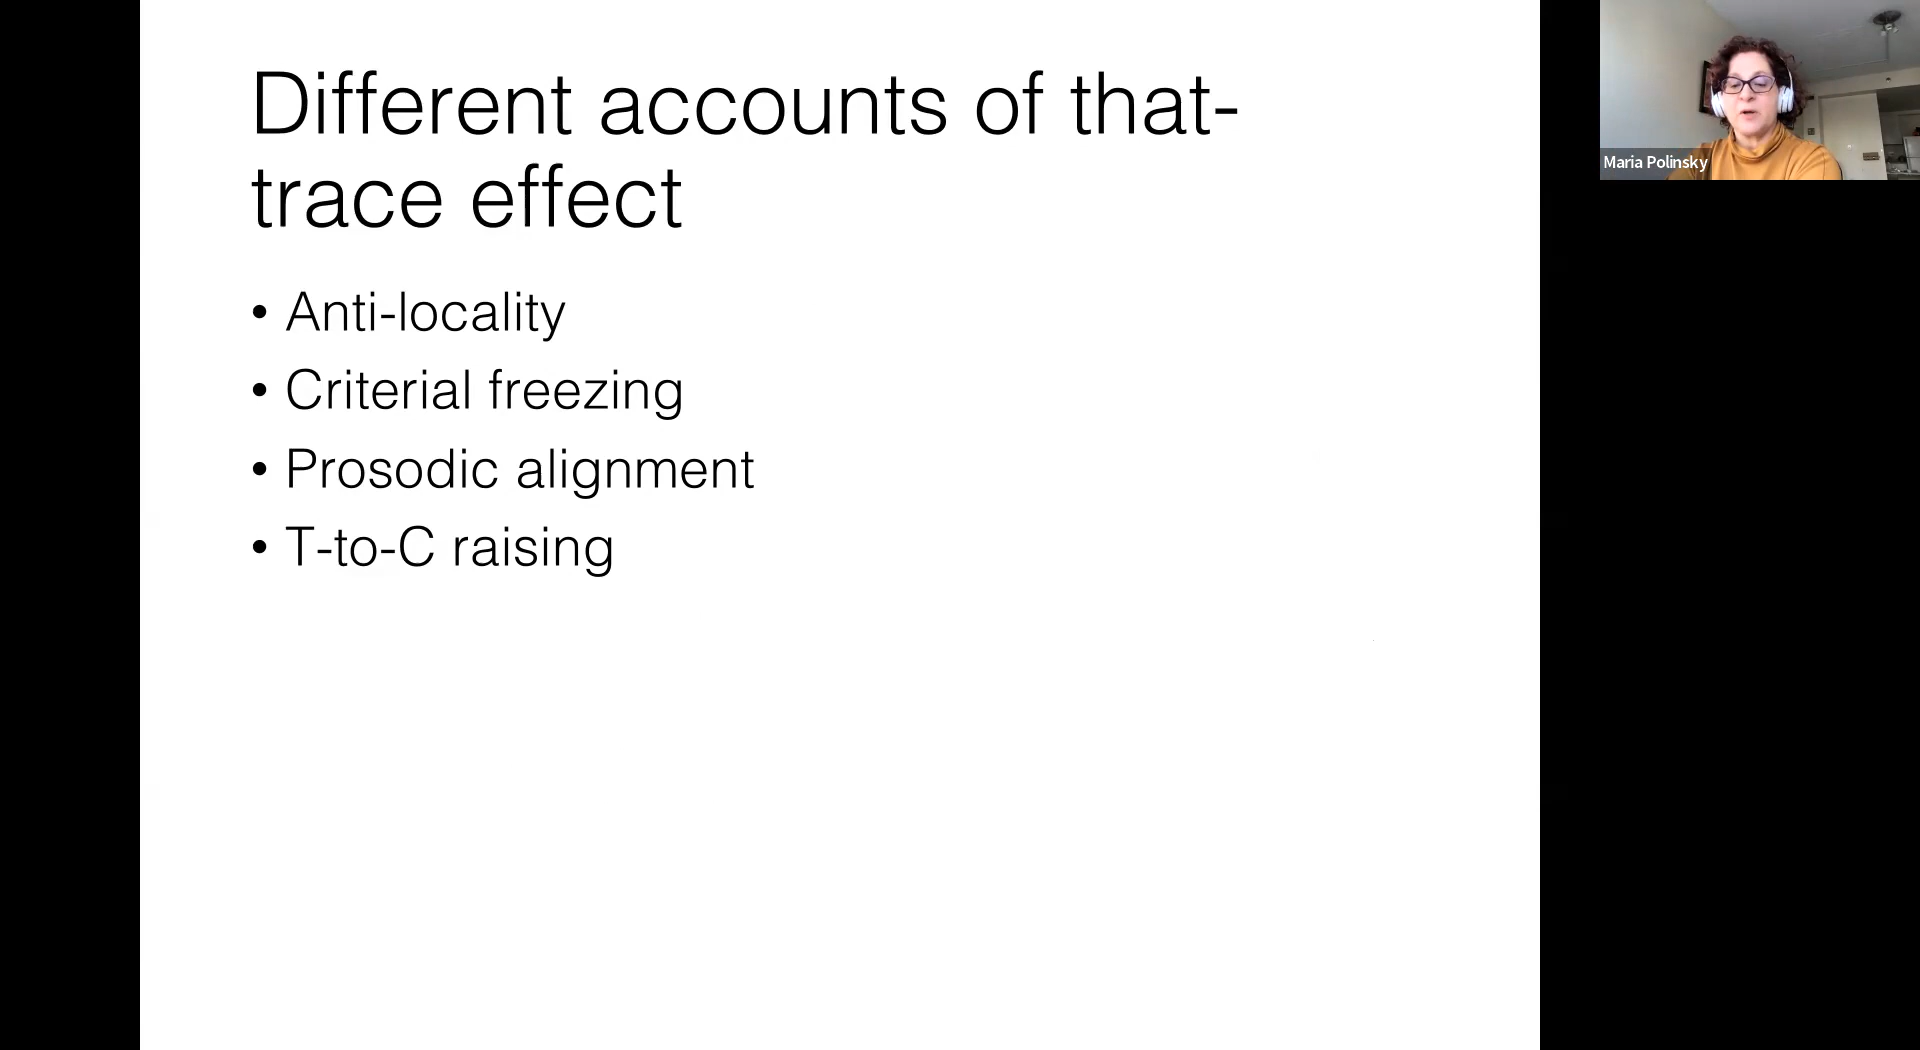 Different accounts of that-
trace effect
• Anti-locality
• Criterial freezing
• Prosodic alignment
• T-to-C raising
Maria Polinsky